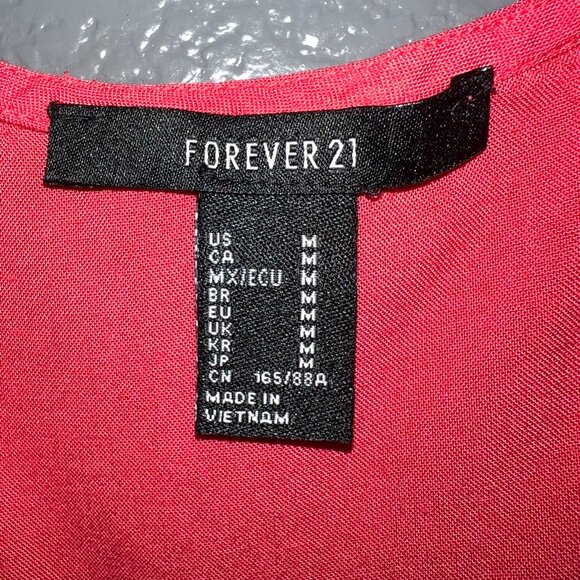 FOREVER 21
US M
CA M
MX/ECU M
BR M
EU M
UK M
KR M
JP M
CN 165/88A
MADE IN
VIETNAM